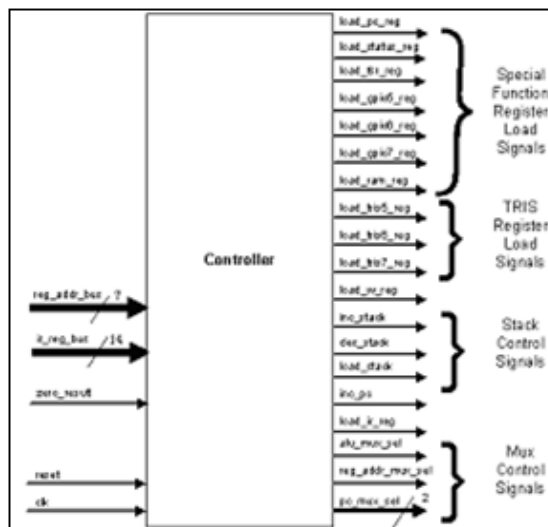 load_pc_reg
load_status_reg
load_fsr_reg
load_gpio5_reg
load_gpio6_reg
load_gpio7_reg
load_ram_reg
Special
Function
Register
Load
Signals
load_tris5_reg
load_tris6_reg
load_tris7_reg
TRIS
Register
Load
Signals
Controller
reg_addr_bus
7
ir_reg_bus
14
zero_result
reset
clk
load_w_reg
inc_stack
dec_stack
load_stack
Stack
Control
Signals
inc_pc
load_ir_reg
alu_mux_sel
reg_addr_mux_sel
pc_mux_sel
2
Mux
Control
Signals